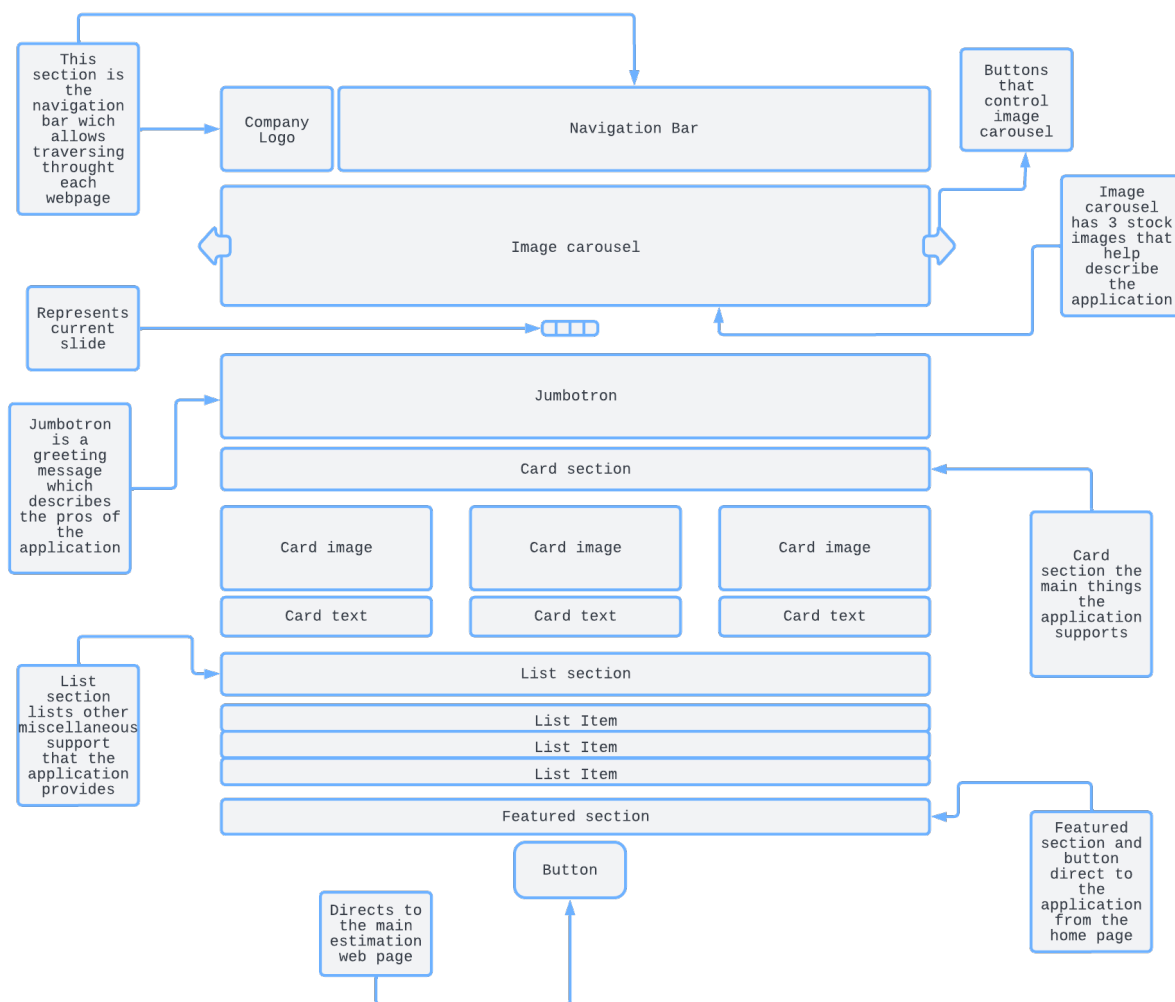 This
section is
the
navigation
bar wich
allows
traversing
throught
each
webpage
Company
Logo
Navigation Bar
Buttons
that
control
image
carousel
Image carousel
Image
carousel
has 3 stock
images that
help
describe
the
application
Represents
current
slide
Jumbotron
Jumbotron
is a
greeting
message
which
describes
the pros of
the
application
Card section
Card image
Card image
Card image
Card text
Card text
Card text
Card
section the
main things
the
application
supports
List section
List
section
lists other
miscellaneous
support
that the
application
provides
List Item
List Item
List Item
Featured section
Featured
section and
button
direct to
the
application
from the
home page
Button
Directs to
the main
estimation
web page